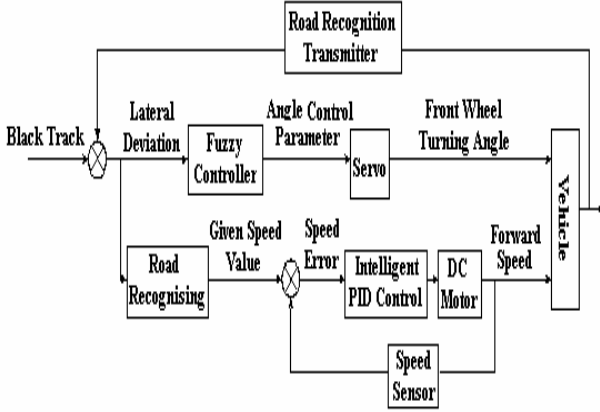 Road Recognition
Transmitter
Black Track
Lateral
Deviation
Fuzzy
Controller
Angle Control
Parameter
Servo
Front Wheel
Turning Angle
Vehicle
Road
Recognising
Given Speed
Value
Speed
Error
Intelligent
PID Control
DC
Motor
Forward
Speed
Speed
Sensor